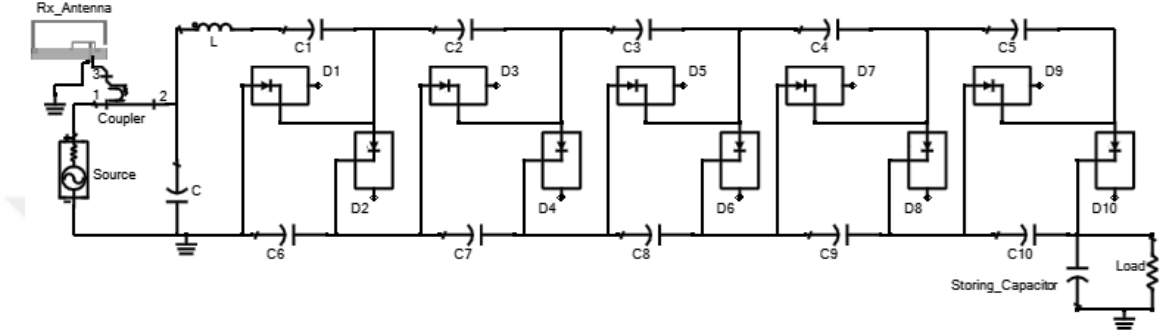 Rx_Antenna
L
C1
C2
C3
C4
C5
D1
D3
D5
D7
D9
3
1
2
Coupler
Source
C
D2
D4
D6
D8
D10
C6
C7
C8
C9
C10
Load
Storing_Capacitor